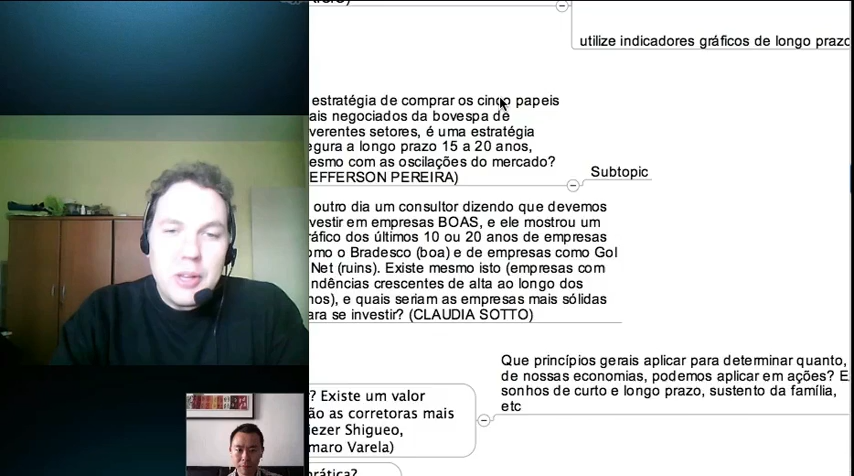 utilize indicadores gráficos de longo prazo
estratégia de comprar os cinco papeis
ais negociados da bovespa de
verentes setores, é uma estratégia
egura a longo prazo 15 a 20 anos,
esmo com as oscilações do mercado?
EFFERSON PEREIRA)
Subtopic
outro dia um consultor dizendo que devemos
vestir em empresas BOAS, e ele mostrou um
ráfico dos últimos 10 ou 20 anos de empresas
omo o Bradesco (boa) e de empresas como Gol
Net (ruins). Existe mesmo isto (empresas com
ndências crescentes de alta ao longo dos
nos), e quais seriam as empresas mais sólidas
ara se investir? (CLAUDIA SOTTO)
Que princípios gerais aplicar para determinar quanto,
de nossas economias, podemos aplicar em ações? E
sonhos de curto e longo prazo, sustento da família,
etc
? Existe um valor
ão as corretoras mais
iezer Shigueo,
maro Varela)
prática?